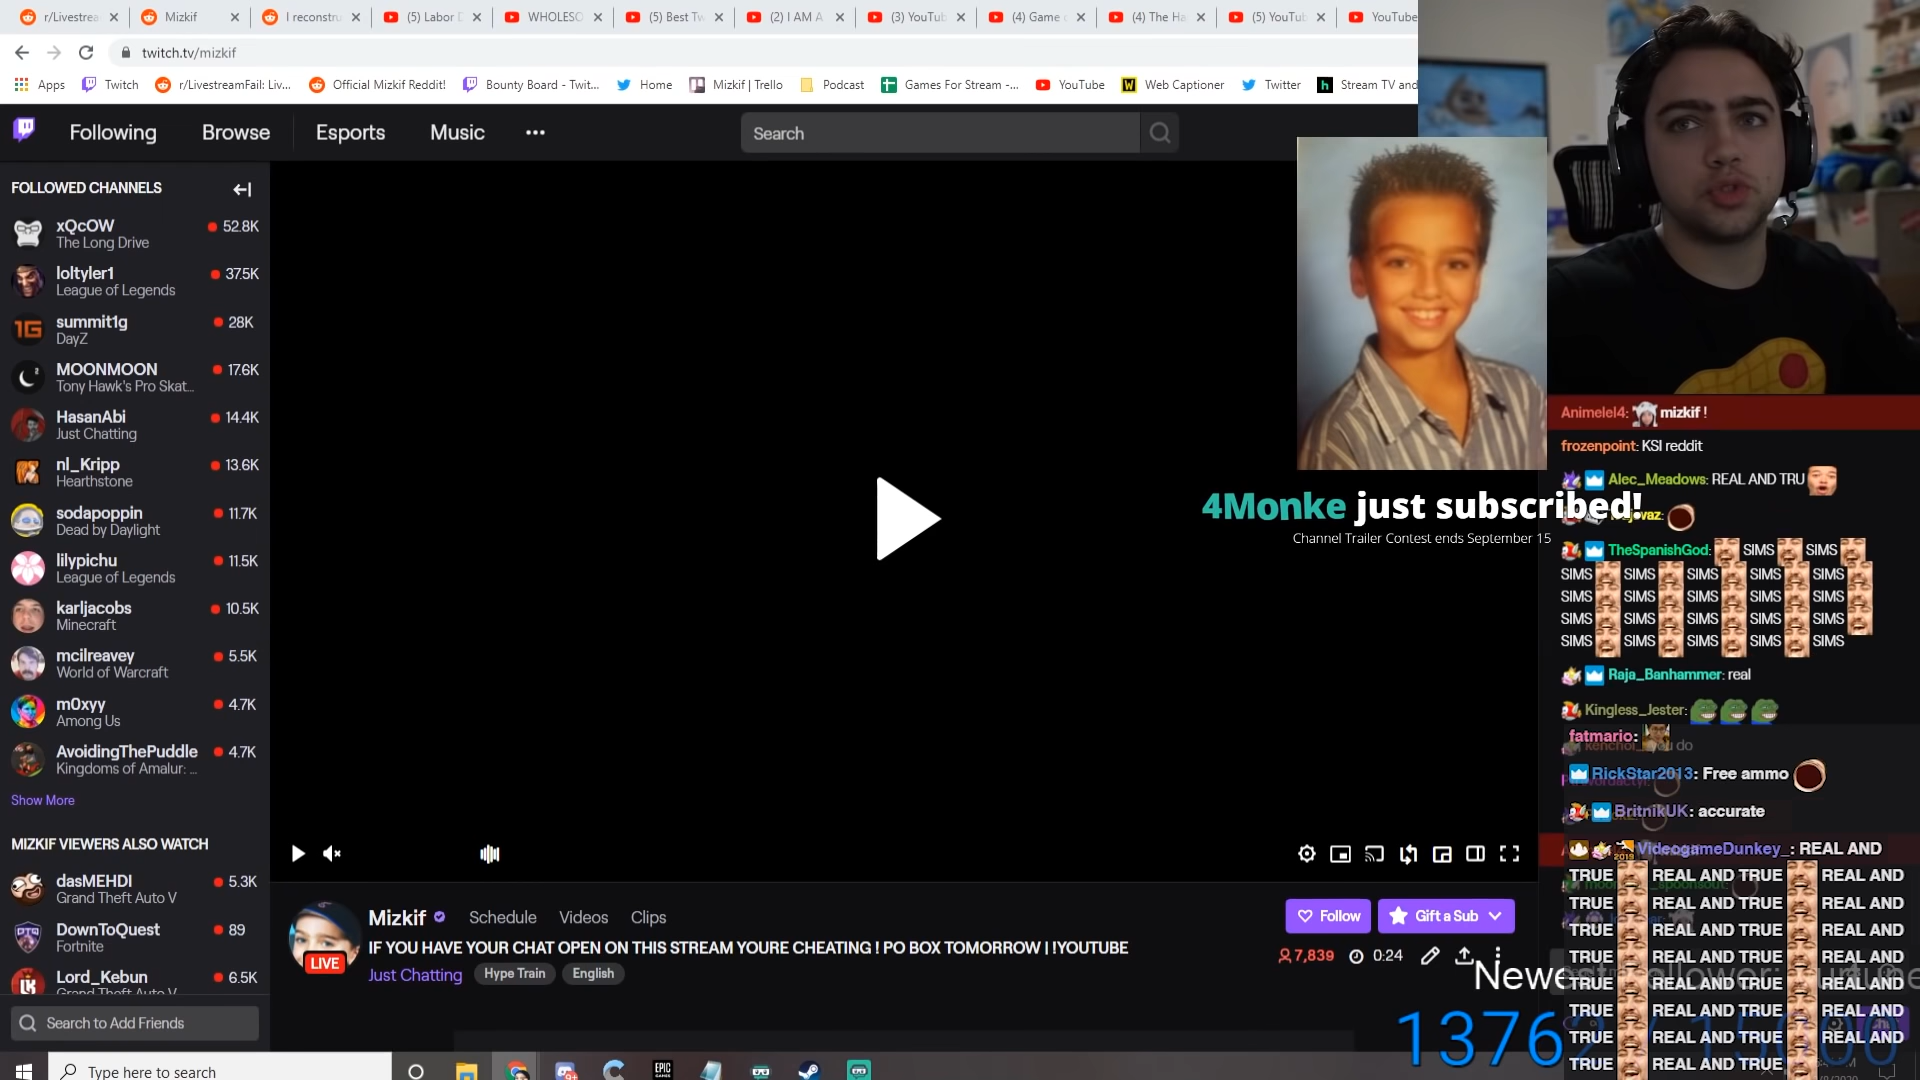 r/Livestrea
Mizkif
I reconstru
(5) Labor D
WHOLESO
(5) Best Tw
(2) I AM A
(3) YouTub
(4) Game o
(4) The Ha
(5) YouTub
YouTube
twitch.tv/mizkif
Apps
Twitch
r/LivestreamFail: Liv...
Official Mizkif Reddit!
Bounty Board - Twit...
Home
Mizkif | Trello
Podcast
Games For Stream -...
YouTube
Web Captioner
Twitter
Stream TV and
Following
Browse
Esports
Music
Search
FOLLOWED CHANNELS
xQcOW 52.8K
The Long Drive
loltyler1 37.5K
League of Legends
summit1g 28K
DayZ
MOONMOON 17.6K
Tony Hawk's Pro Skat...
HasanAbi 14.4K
Just Chatting
nl_Kripp 13.6K
Hearthstone
sodapoppin 11.7K
Dead by Daylight
lilypichu 11.5K
League of Legends
karljacobs 10.5K
Minecraft
mcilreavey 5.5K
World of Warcraft
m0xyy 4.7K
Among Us
AvoidingThePuddle 4.7K
Kingdoms of Amalur: ...
Show More
MIZKIF VIEWERS ALSO WATCH
dasMEHDI 5.3K
Grand Theft Auto V
DownToQuest 89
Fortnite
Lord_Kebun 6.5K
Grand Theft Auto V
Search to Add Friends
4Monke just subscribed!
Channel Trailer Contest ends September 15
Mizkif
Schedule
Videos
Clips
Follow
Gift a Sub
IF YOU HAVE YOUR CHAT OPEN ON THIS STREAM YOURE CHEATING ! PO BOX TOMORROW | !YOUTUBE
LIVE
Just Chatting
Hype Train
English
7,839
0:24
Animelel4: mizkif !
frozenpoint: KSI reddit
Alec_Meadows: REAL AND TRU
TheSpanishGod: SIMS SIMS
SIMS SIMS SIMS SIMS SIMS
SIMS SIMS SIMS SIMS SIMS
SIMS SIMS SIMS SIMS SIMS
SIMS SIMS SIMS SIMS SIMS
Raja_Banhammer: real
Kingless_Jester:
fatmario:
RickStar2013: Free ammo
BritnikUK: accurate
VideogameDunkey_: REAL AND
TRUE REAL AND TRUE REAL AND
TRUE REAL AND TRUE REAL AND
TRUE REAL AND TRUE REAL AND
TRUE REAL AND TRUE REAL AND
TRUE REAL AND TRUE REAL AND
TRUE REAL AND TRUE REAL AND
TRUE REAL AND TRUE REAL AND
TRUE REAL AND TRUE REAL AND
1376
Type here to search